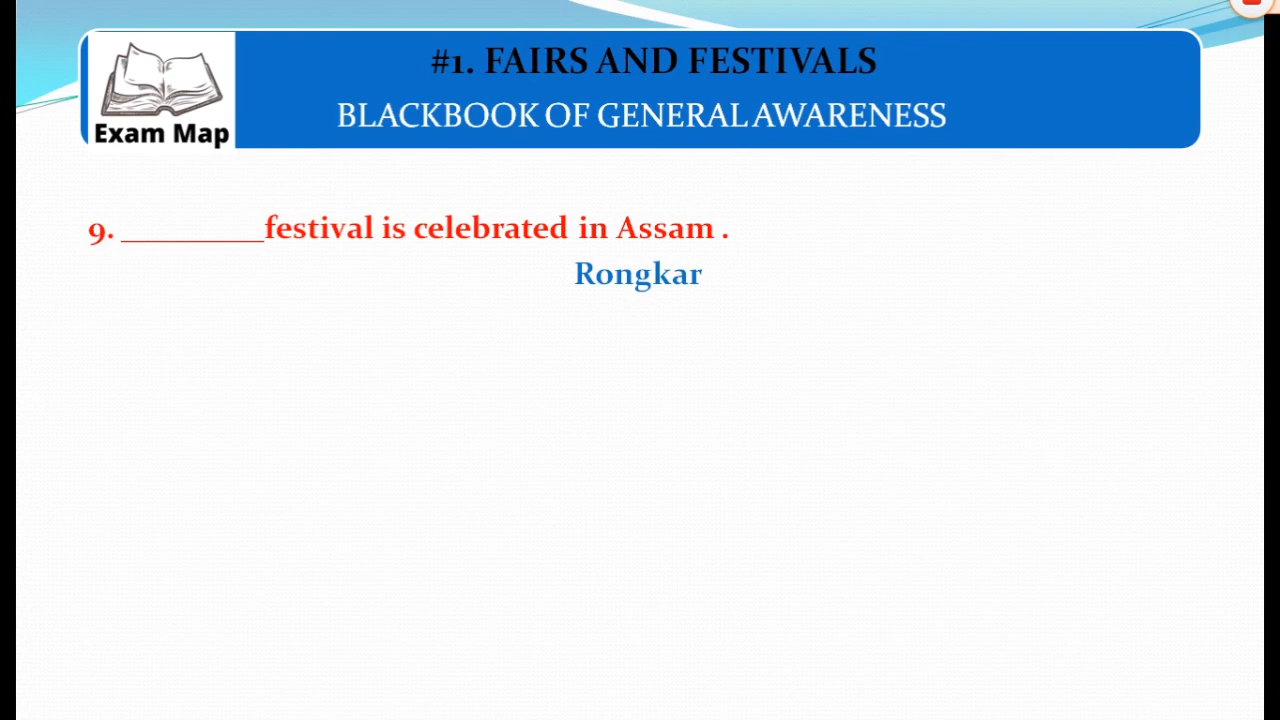 #1. FAIRS AND FESTIVALS
BLACKBOOK OF GENERAL AWARENESS
Exam Map
9. _________festival is celebrated in Assam .
Rongkar